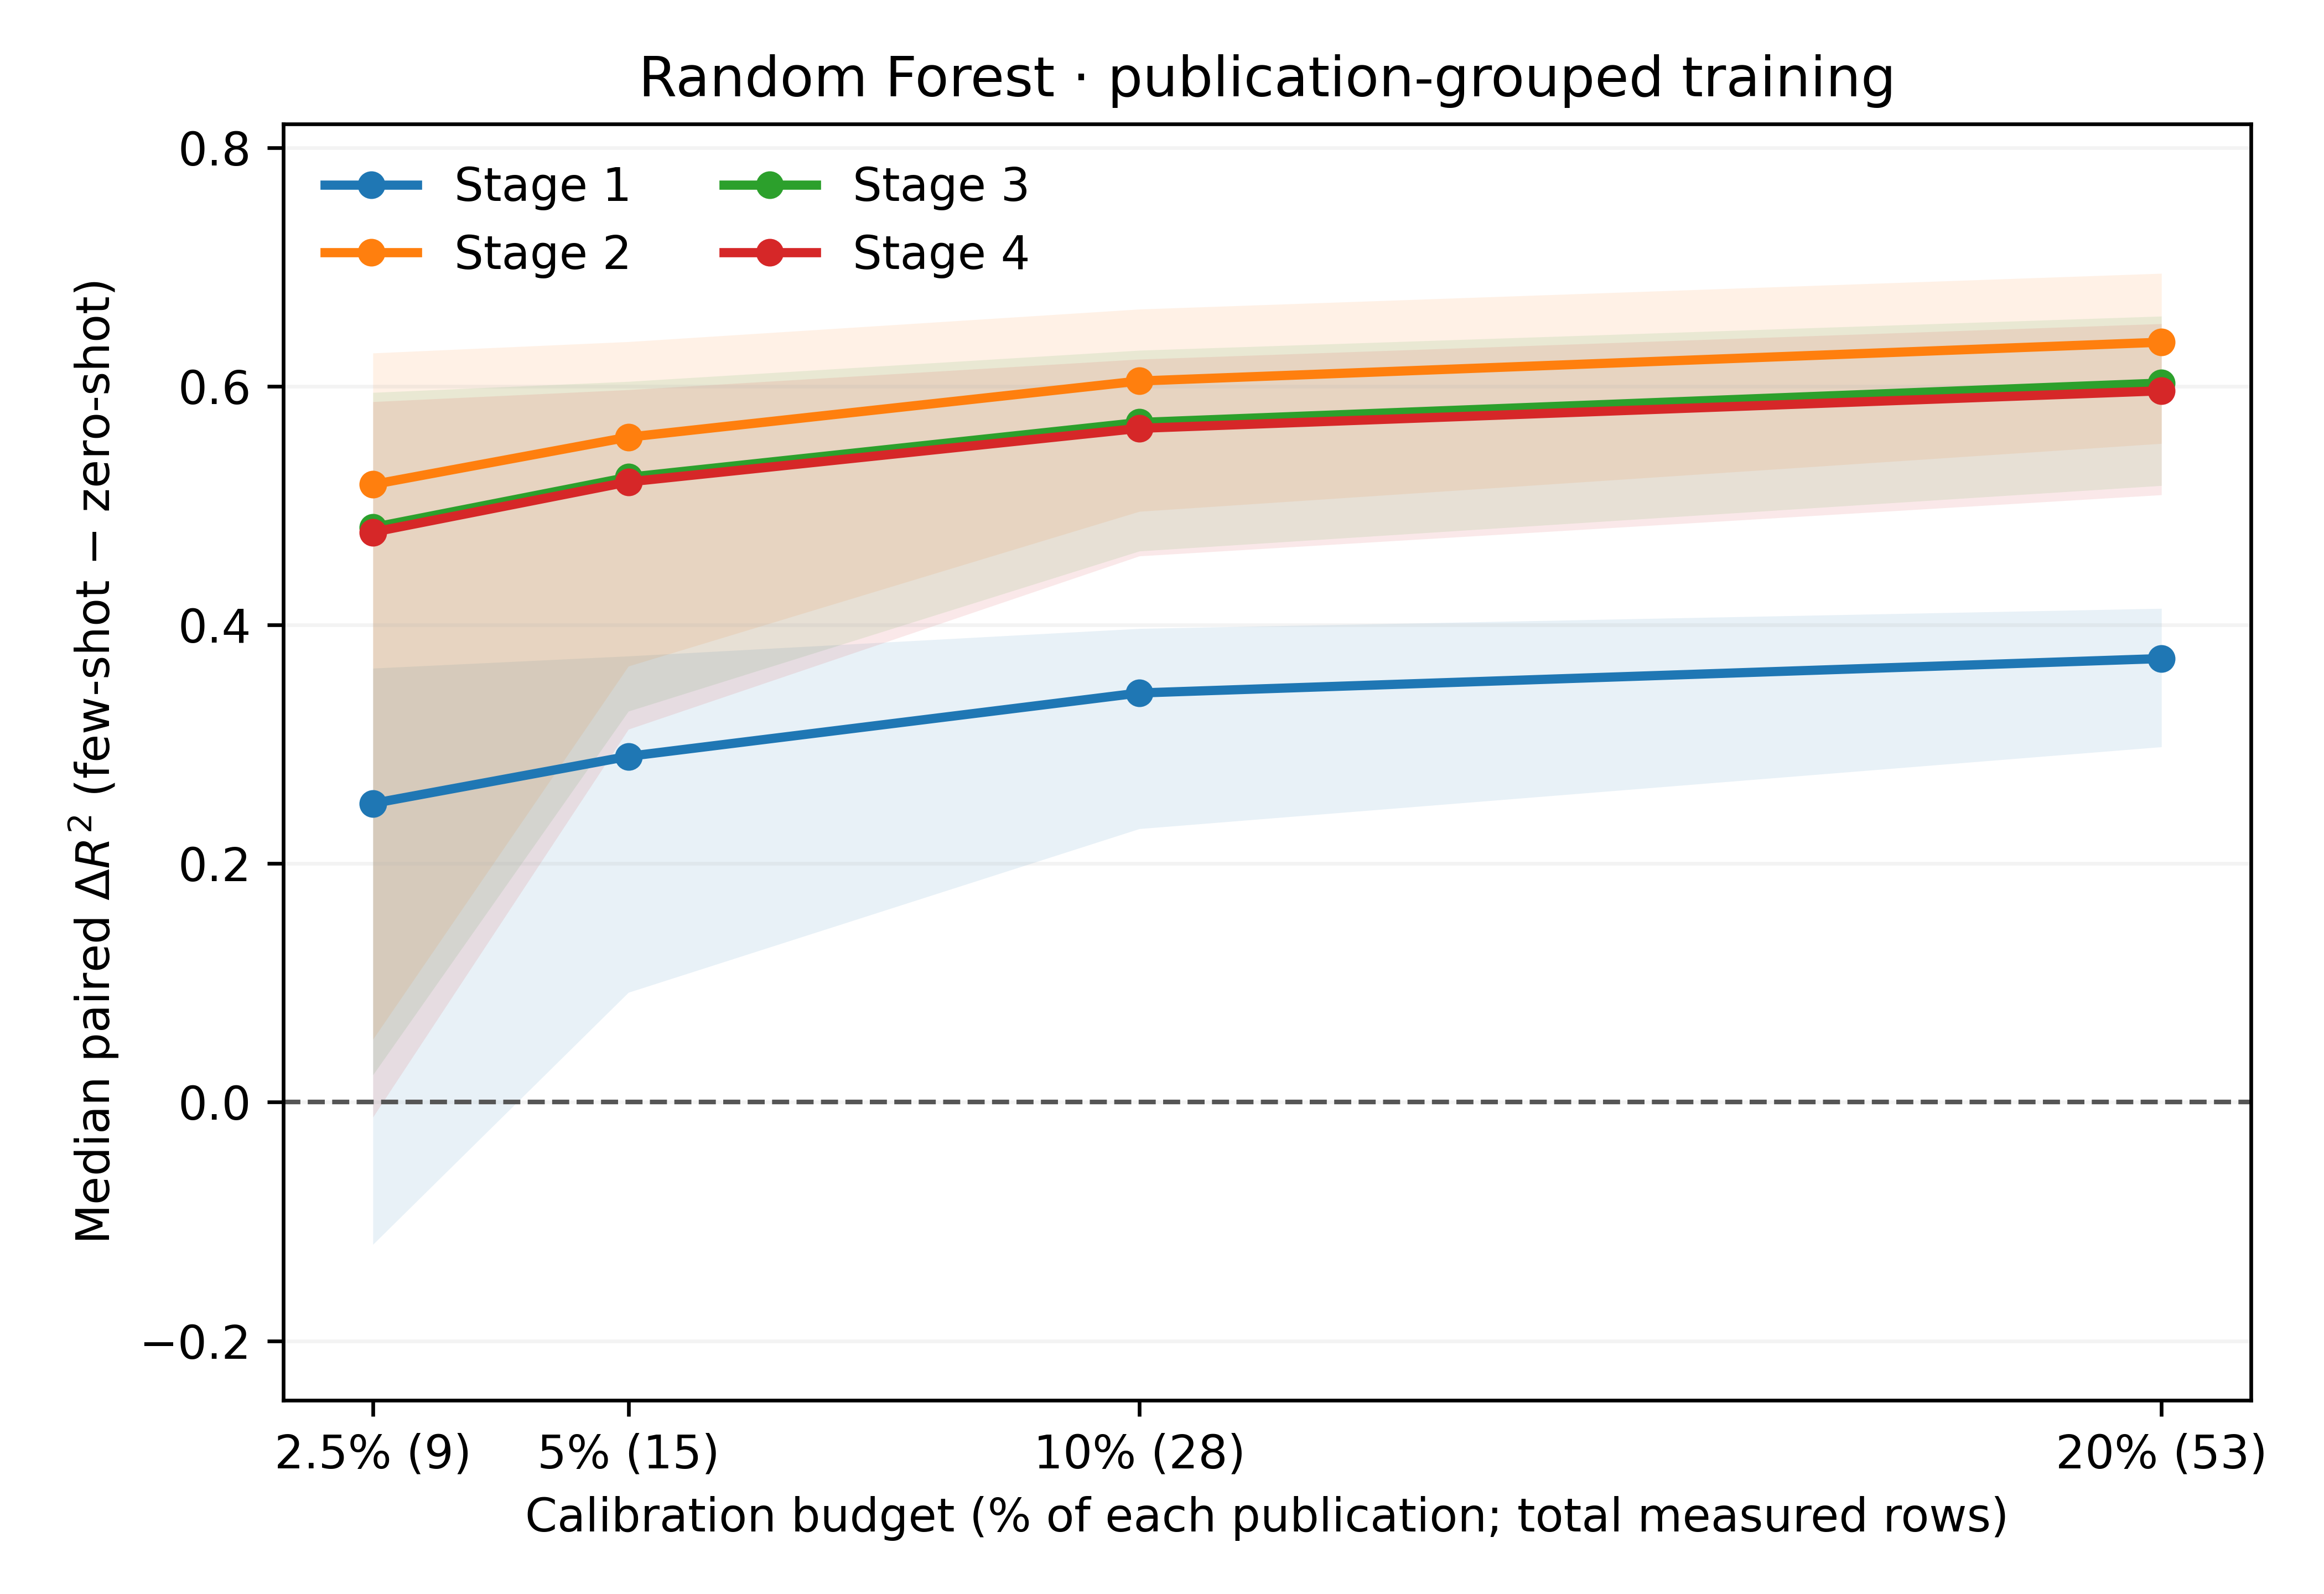 Random Forest · publication-grouped training
Stage 1
Stage 2
Stage 3
Stage 4
Median paired ΔR² (few-shot − zero-shot)
0.8
0.6
0.4
0.2
0.0
−0.2
2.5% (9) 5% (15) 10% (28) 20% (53)
Calibration budget (% of each publication; total measured rows)